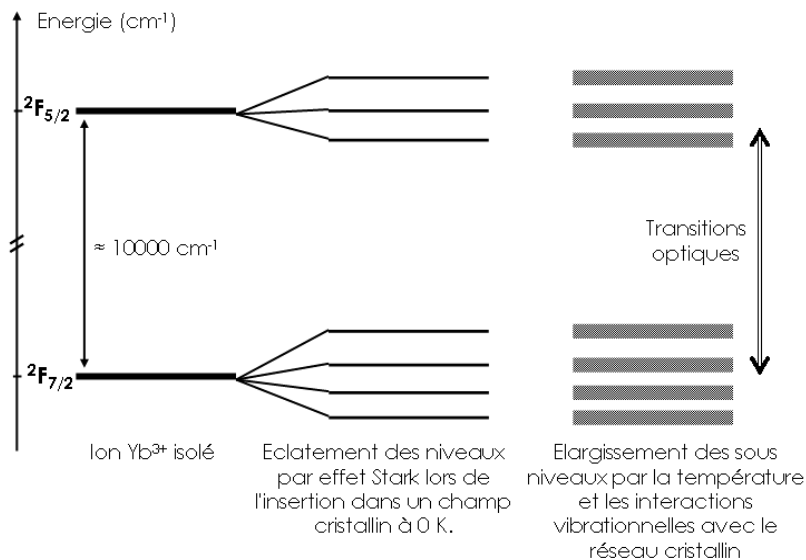 Energie (cm⁻¹)
²F₅/₂
≈ 10000 cm⁻¹
Transitions
optiques
²F₇/₂
Ion Yb³⁺ isolé
Eclatement des niveaux
par effet Stark lors de
l'insertion dans un champ
cristallin à 0 K.
Elargissement des sous
niveaux par la température
et les interactions
vibrationnelles avec le
réseau cristallin